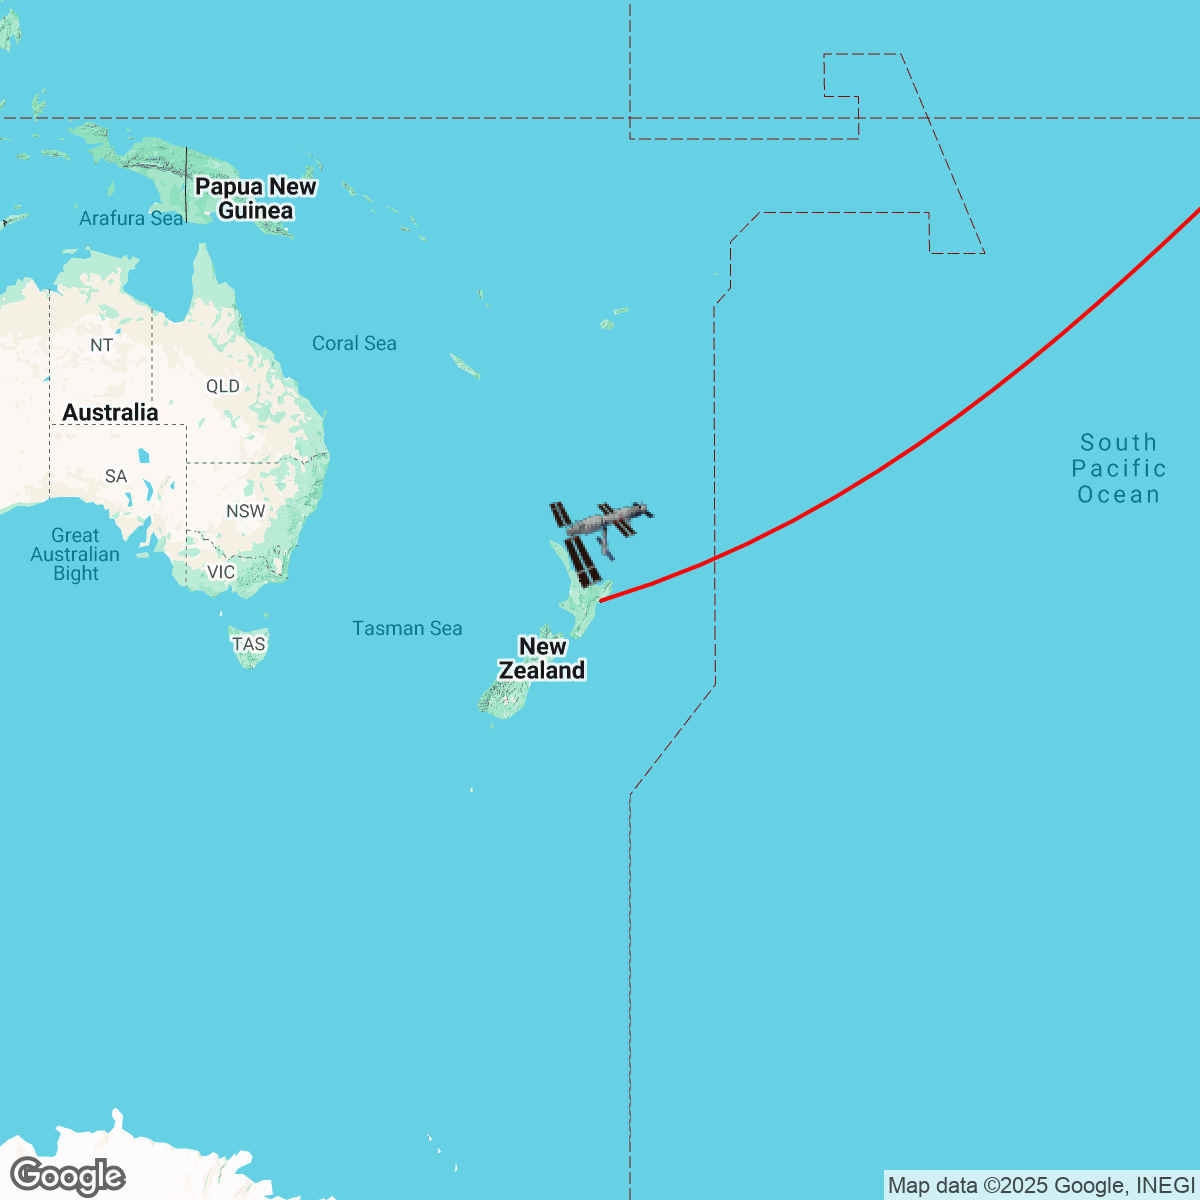 Papua New
Guinea
Arafura Sea
NT
Coral Sea
QLD
Australia
South
Pacific
Ocean
SA
NSW
Great
Australian
Bight
VIC
Tasman Sea
TAS
New
Zealand
Google
Map data ©2025 Google, INEGI